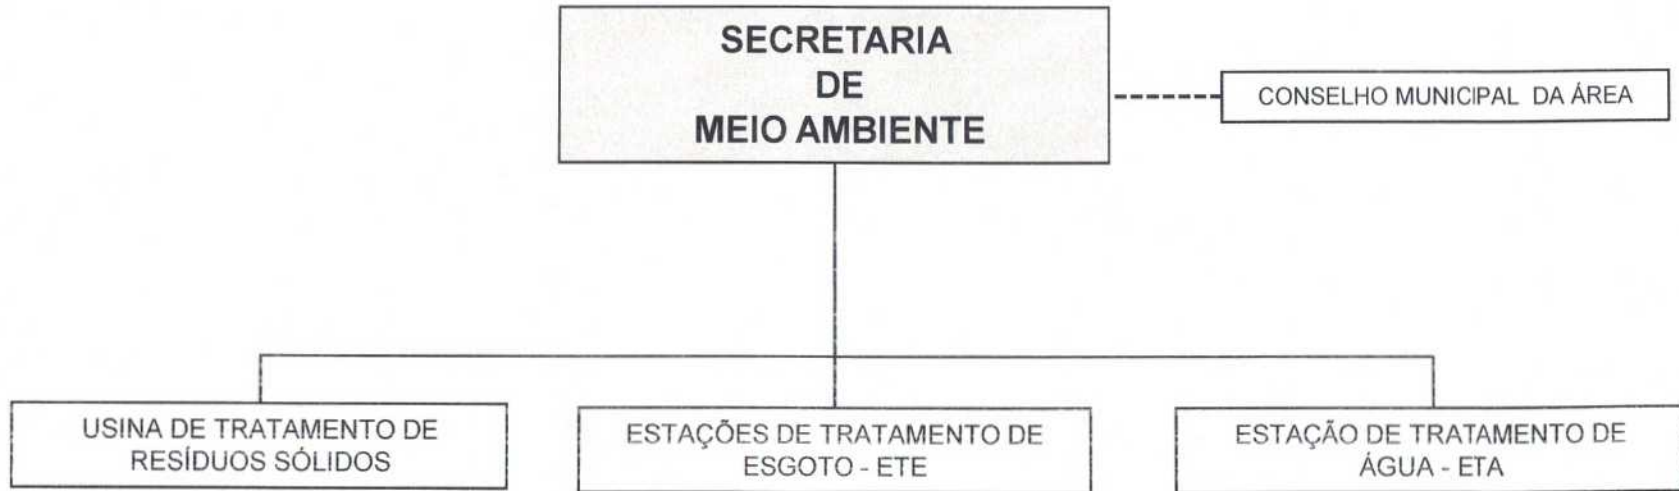 SECRETARIA
DE
MEIO AMBIENTE
CONSELHO MUNICIPAL DA ÁREA
USINA DE TRATAMENTO DE
RESÍDUOS SÓLIDOS
ESTAÇÕES DE TRATAMENTO DE
ESGOTO - ETE
ESTAÇÃO DE TRATAMENTO DE
ÁGUA - ETA